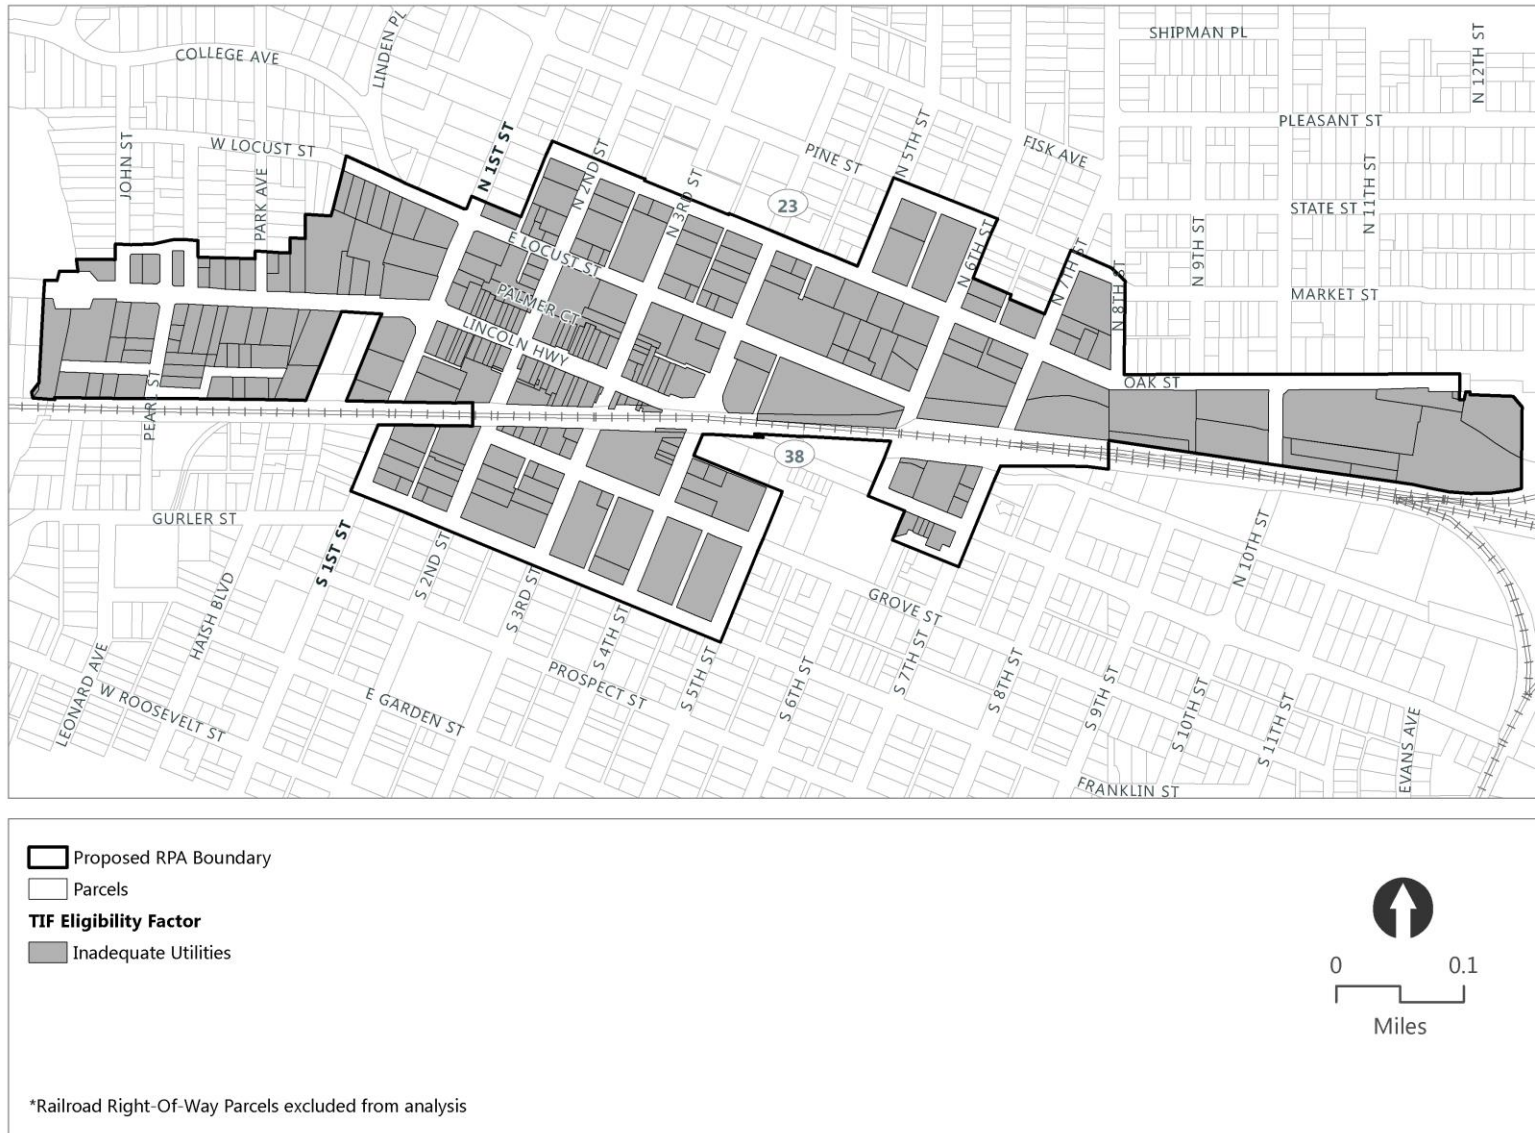 SHIPMAN PL
N 12TH ST
LINDEN PL
COLLEGE AVE
PLEASANT ST
N 5TH ST
FISK AVE
PINE ST
W LOCUST ST
JOHN ST
N 1ST ST
N 2ND ST
N 11TH ST
PARK AVE
N 3RD ST
23
STATE ST
N 9TH ST
E LOCUST ST
N 6TH ST
N 7TH ST
N 8TH ST
MARKET ST
PALMER CT
LINCOLN HWY
OAK ST
PEARL ST
38
GURLER ST
S 1ST ST
S 2ND ST
N 10TH ST
HAISH BLVD
S 3RD ST
S 4TH ST
GROVE ST
LEONARD AVE
W ROOSEVELT ST
E GARDEN ST
PROSPECT ST
S 5TH ST
S 6TH ST
S 7TH ST
S 8TH ST
S 9TH ST
S 10TH ST
S 11TH ST
EVANS AVE
FRANKLIN ST
Proposed RPA Boundary
Parcels
TIF Eligibility Factor
Inadequate Utilities
0 0.1
Miles
*Railroad Right-Of-Way Parcels excluded from analysis